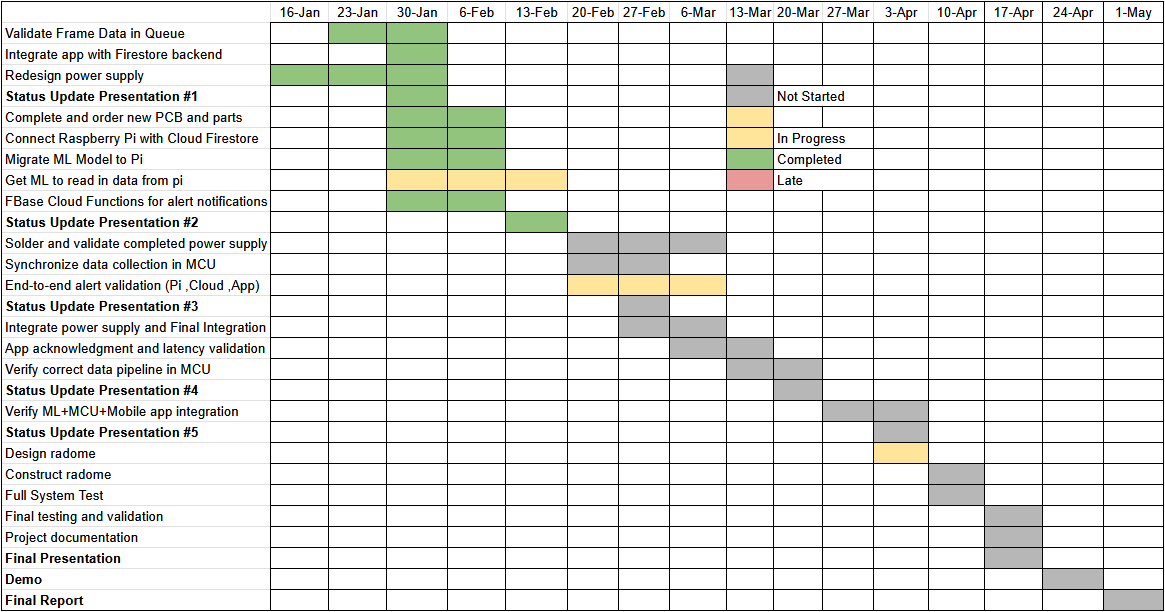 16-Jan 23-Jan 30-Jan 6-Feb 13-Feb 20-Feb 27-Feb 6-Mar 13-Mar 20-Mar 27-Mar 3-Apr 10-Apr 17-Apr 24-Apr 1-May
Validate Frame Data in Queue
Integrate app with Firestore backend
Redesign power supply
Status Update Presentation #1 Not Started
Complete and order new PCB and parts
Connect Raspberry Pi with Cloud Firestore In Progress
Migrate ML Model to Pi Completed
Get ML to read in data from pi Late
FBase Cloud Functions for alert notifications
Status Update Presentation #2
Solder and validate completed power supply
Synchronize data collection in MCU
End-to-end alert validation (Pi ,Cloud ,App)
Status Update Presentation #3
Integrate power supply and Final Integration
App acknowledgment and latency validation
Verify correct data pipeline in MCU
Status Update Presentation #4
Verify ML+MCU+Mobile app integration
Status Update Presentation #5
Design radome
Construct radome
Full System Test
Final testing and validation
Project documentation
Final Presentation
Demo
Final Report